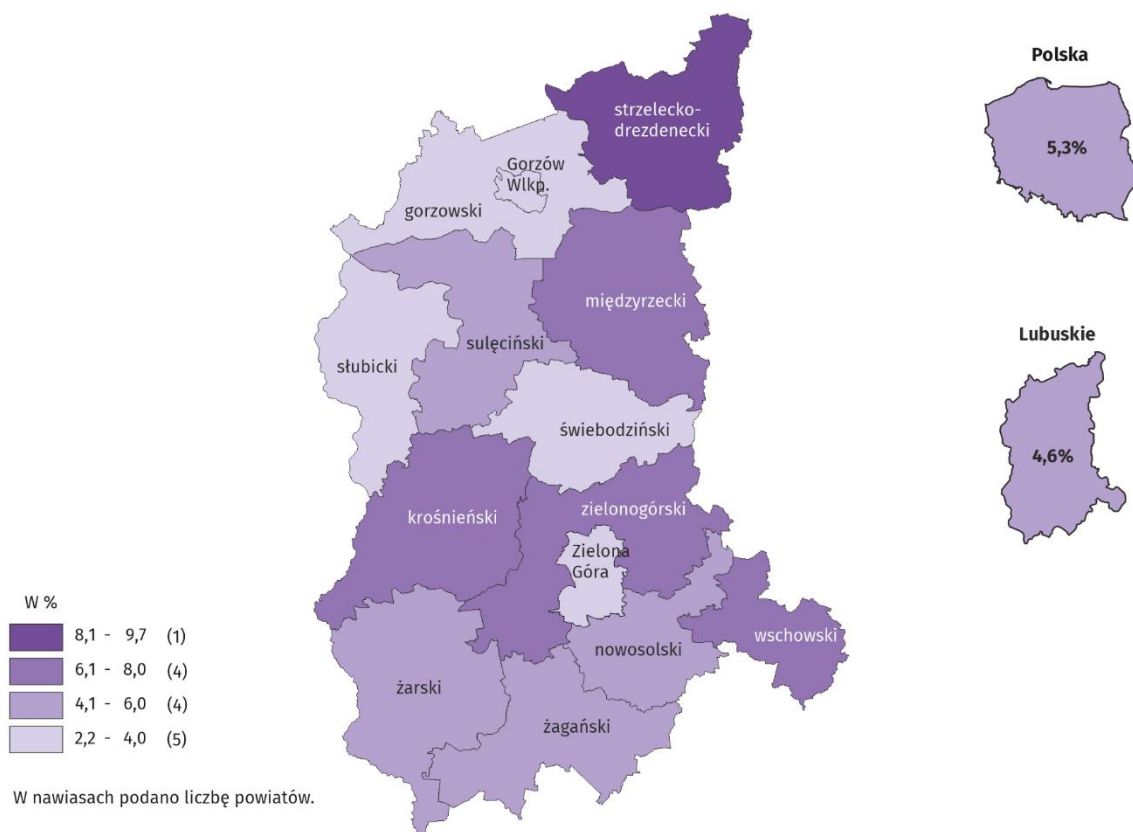 Polska
5,3%
Lubuskie
4,6%
strzelecko-
drezdenecki
Gorzów
Wlkp.
gorzowski
międzyrzecki
sulęciński
słubicki
świebodziński
krośnieński
zielonogórski
Zielona
Góra
wschowski
nowosolski
żarski
żagański
W %
8,1 - 9,7 (1)
6,1 - 8,0 (4)
4,1 - 6,0 (4)
2,2 - 4,0 (5)
W nawiasach podano liczbę powiatów.